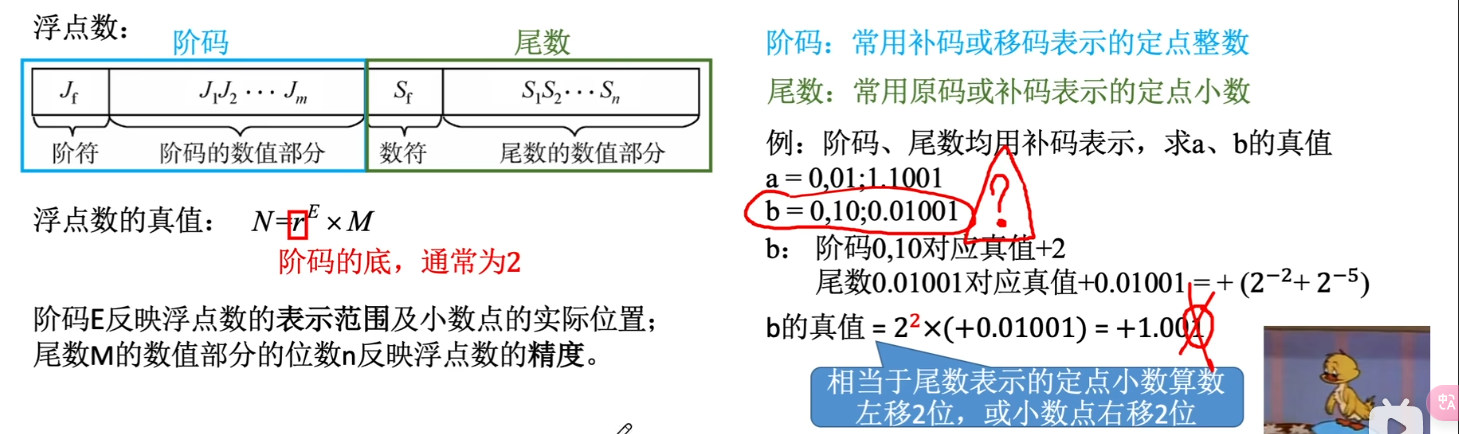 浮点数：
阶码 尾数
J_f J₁J₂ ··· Jₘ S_f S₁S₂ ··· Sₙ
阶符 阶码的数值部分 数符 尾数的数值部分
浮点数的真值： N=r^E × M
阶码的底，通常为2
阶码E反映浮点数的表示范围及小数点的实际位置；
尾数M的数值部分的位数n反映浮点数的精度。
阶码：常用补码或移码表示的定点整数
尾数：常用原码或补码表示的定点小数
例：阶码、尾数均用补码表示，求a、b的真值
a = 0,01;1.1001
b = 0,10;0.01001
?
b： 阶码0,10对应真值+2
尾数0.01001对应真值+0.01001 = + (2⁻²+ 2⁻⁵)
b的真值 = 2²×(+0.01001) = +1.001
相当于尾数表示的定点小数算数
左移2位，或小数点右移2位
中A